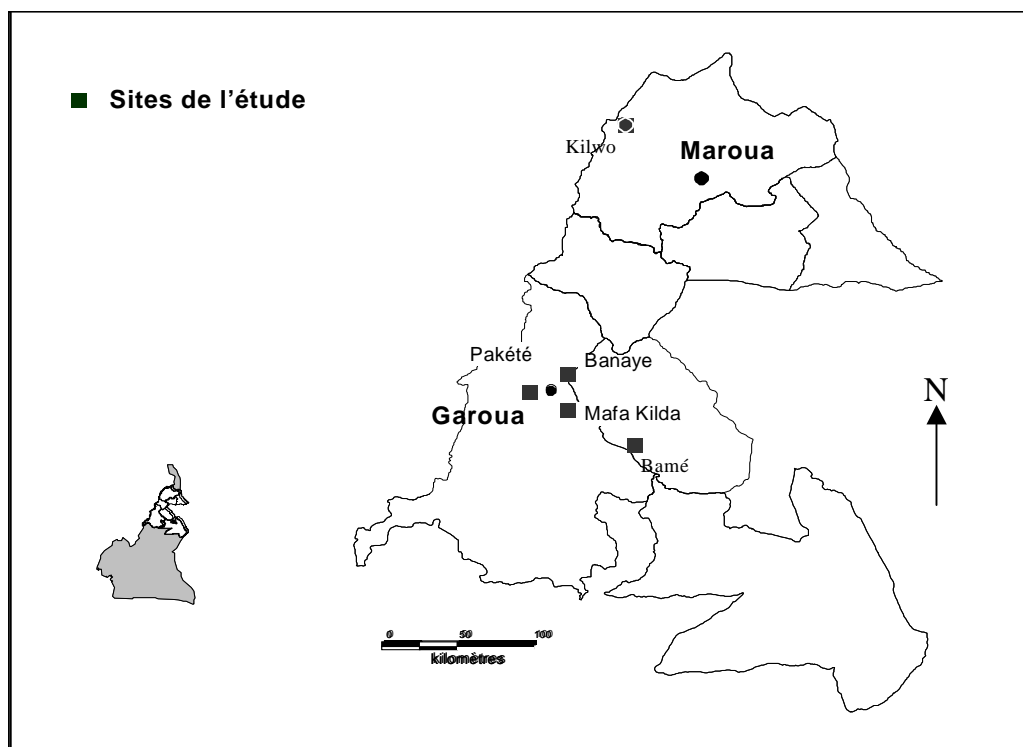 Sites de l'étude
Kilwo
Maroua
Pakété
Banaye
Garoua
Mafa Kilda
Bamé
N
0 50 100
kilomètres